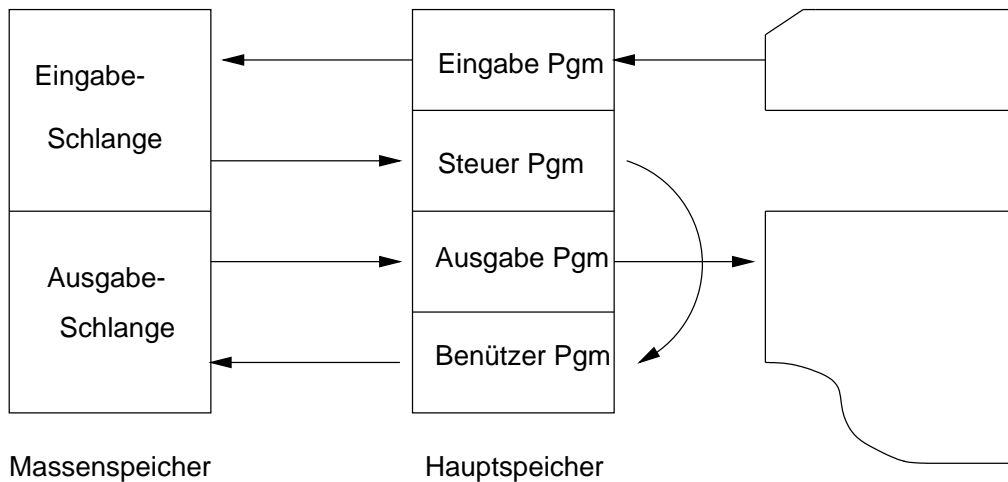 Eingabe-
Schlange
Ausgabe-
Schlange
Massenspeicher
Eingabe Pgm
Steuer Pgm
Ausgabe Pgm
Benützer Pgm
Hauptspeicher